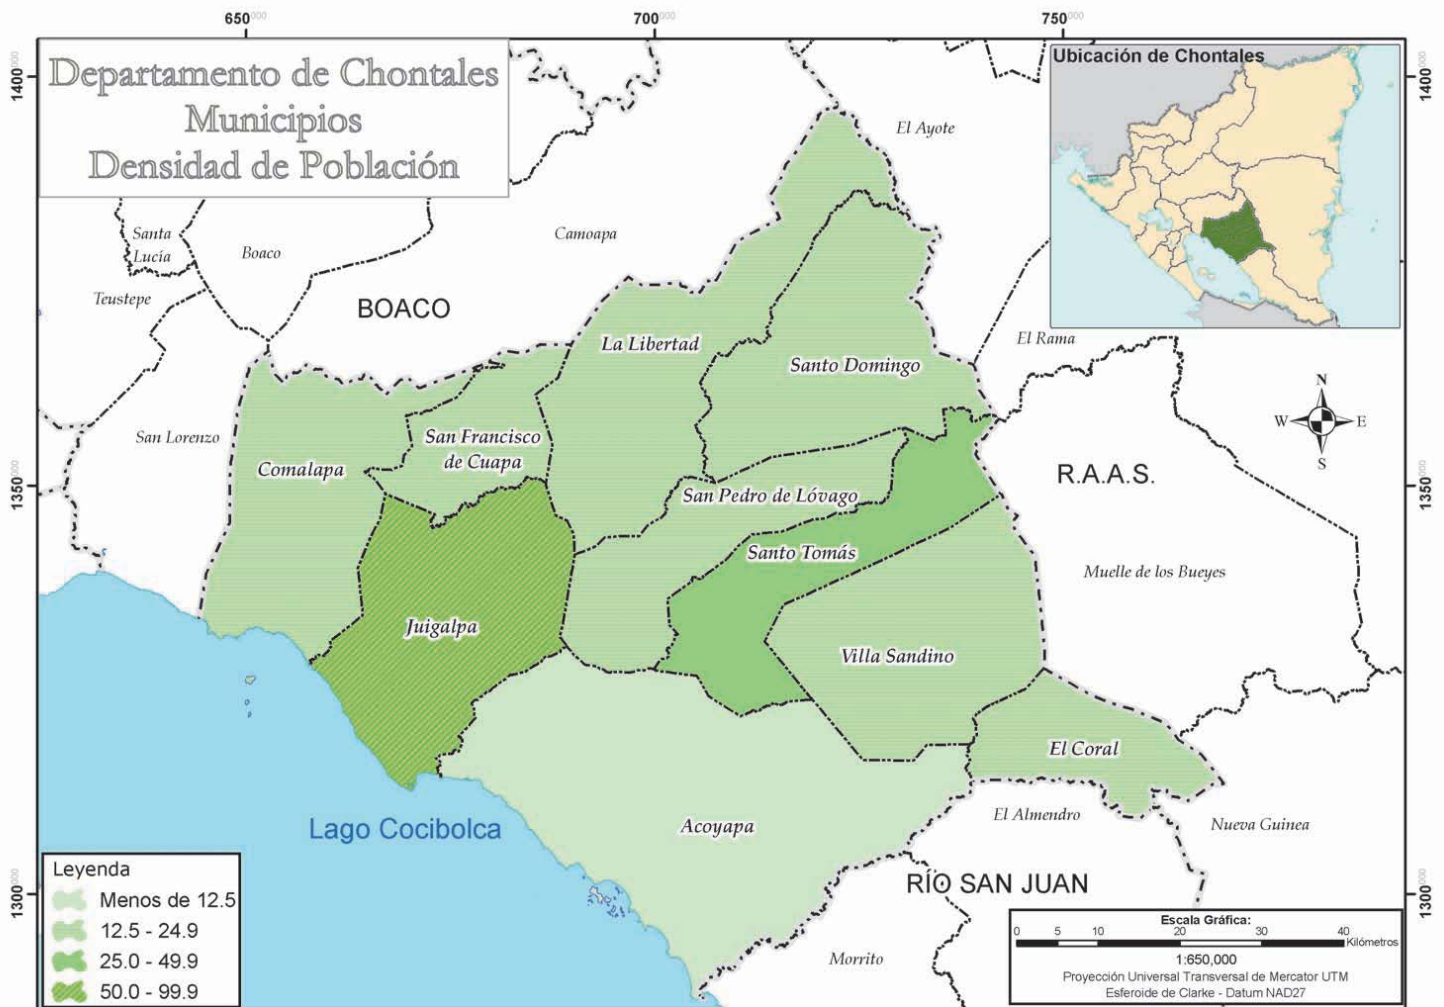 650000
700000
750000
Departamento de Chontales
Municipios
Densidad de Población
Ubicación de Chontales
1400000
1400000
El Ayote
Santa
Lucía
Boaco
Camoapa
Teustepe
BOACO
El Rama
La Libertad
Santo Domingo
N
W
E
S
San Lorenzo
San Francisco
de Cuapa
Comalapa
R.A.A.S.
1350000
1350000
San Pedro de Lóvago
Santo Tomás
Muelle de los Bueyes
Juigalpa
Villa Sandino
El Coral
Lago Cocibolca
Acoyapa
El Almendro
Nueva Guinea
Leyenda
Menos de 12.5
12.5 - 24.9
25.0 - 49.9
50.0 - 99.9
1300000
1300000
RÍO SAN JUAN
Morrito
Escala Gráfica:
0 5 10 20 30 40
Kilómetros
1:650,000
Proyección Universal Transversal de Mercator UTM
Esferoide de Clarke - Datum NAD27